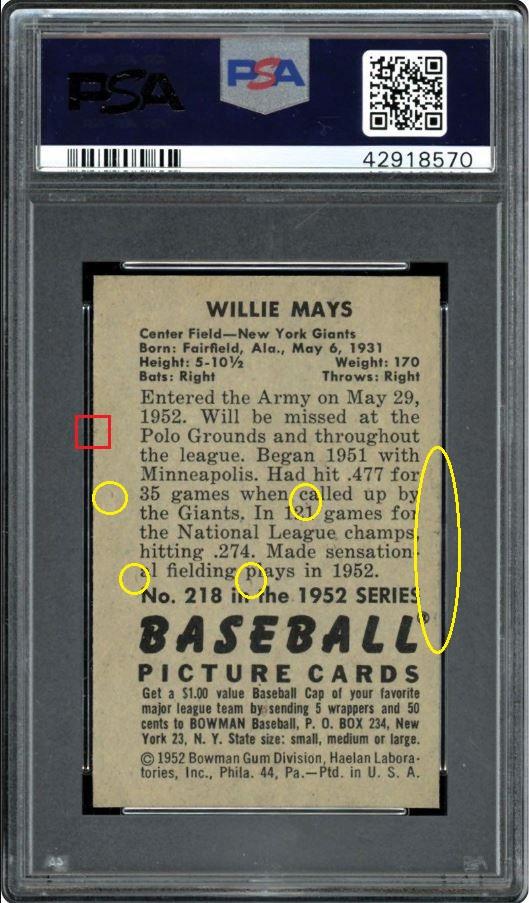 PSA PSA
42918570
WILLIE MAYS
Center Field—New York Giants
Born: Fairfield, Ala., May 6, 1931
Height: 5-10½ Weight: 170
Bats: Right Throws: Right
Entered the Army on May 29,
1952. Will be missed at the
Polo Grounds and throughout
the league. Began 1951 with
Minneapolis. Had hit .477 for
35 games when called up by
the Giants. In 121 games for
the National League champs,
hitting .274. Made sensation-
al fielding plays in 1952.
No. 218 in the 1952 SERIES
BASEBALL®
PICTURE CARDS
Get a $1.00 value Baseball Cap of your favorite
major league team by sending 5 wrappers and 50
cents to BOWMAN Baseball, P. O. BOX 234, New
York 23, N. Y. State size: small, medium or large.
© 1952 Bowman Gum Division, Haelan Labora-
tories, Inc., Phila. 44, Pa.—Ptd. in U. S. A.